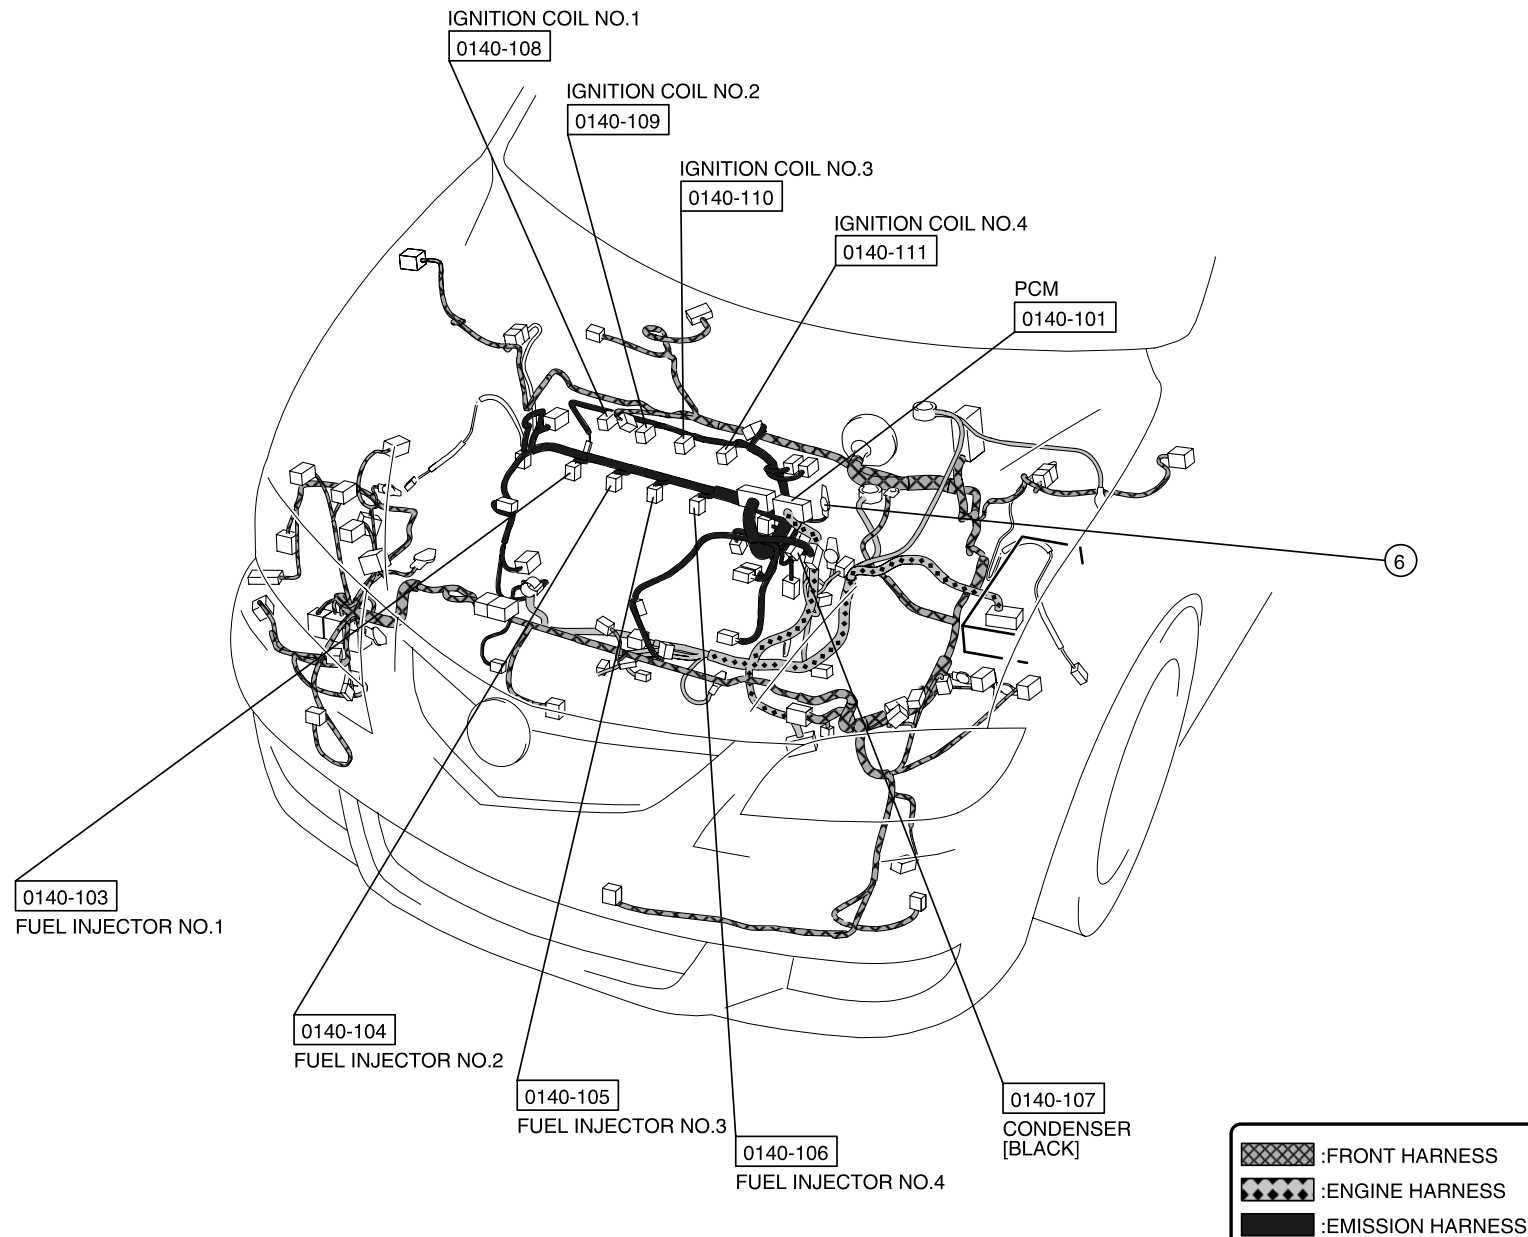 IGNITION COIL NO.1
0140-108
IGNITION COIL NO.2
0140-109
IGNITION COIL NO.3
0140-110
IGNITION COIL NO.4
0140-111
PCM
0140-101
6
0140-103
FUEL INJECTOR NO.1
0140-104
FUEL INJECTOR NO.2
0140-105
FUEL INJECTOR NO.3
0140-106
FUEL INJECTOR NO.4
0140-107
CONDENSER
[BLACK]
:FRONT HARNESS
:ENGINE HARNESS
:EMISSION HARNESS